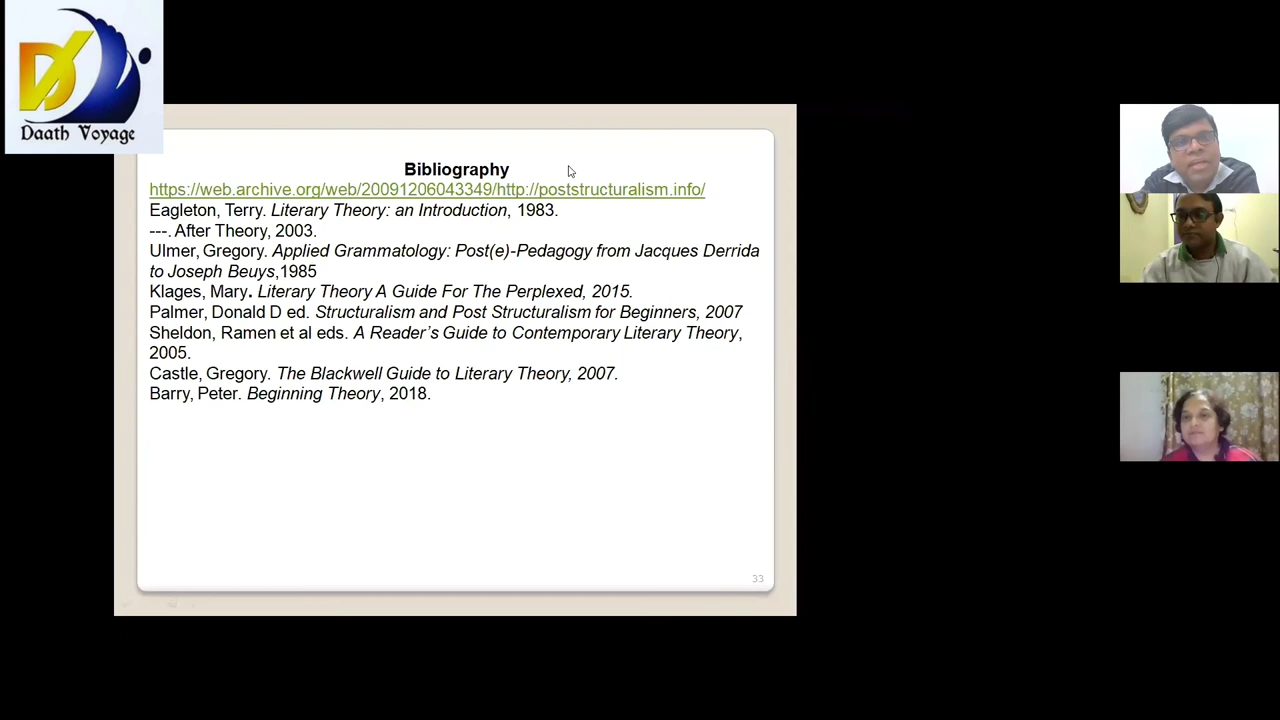 Daath Voyage
Bibliography
https://web.archive.org/web/20091206043349/http://poststructuralism.info/
Eagleton, Terry. Literary Theory: an Introduction, 1983.
---. After Theory, 2003.
Ulmer, Gregory. Applied Grammatology: Post(e)-Pedagogy from Jacques Derrida
to Joseph Beuys,1985
Klages, Mary. Literary Theory A Guide For The Perplexed, 2015.
Palmer, Donald D ed. Structuralism and Post Structuralism for Beginners, 2007
Sheldon, Ramen et al eds. A Reader’s Guide to Contemporary Literary Theory,
2005.
Castle, Gregory. The Blackwell Guide to Literary Theory, 2007.
Barry, Peter. Beginning Theory, 2018.
33